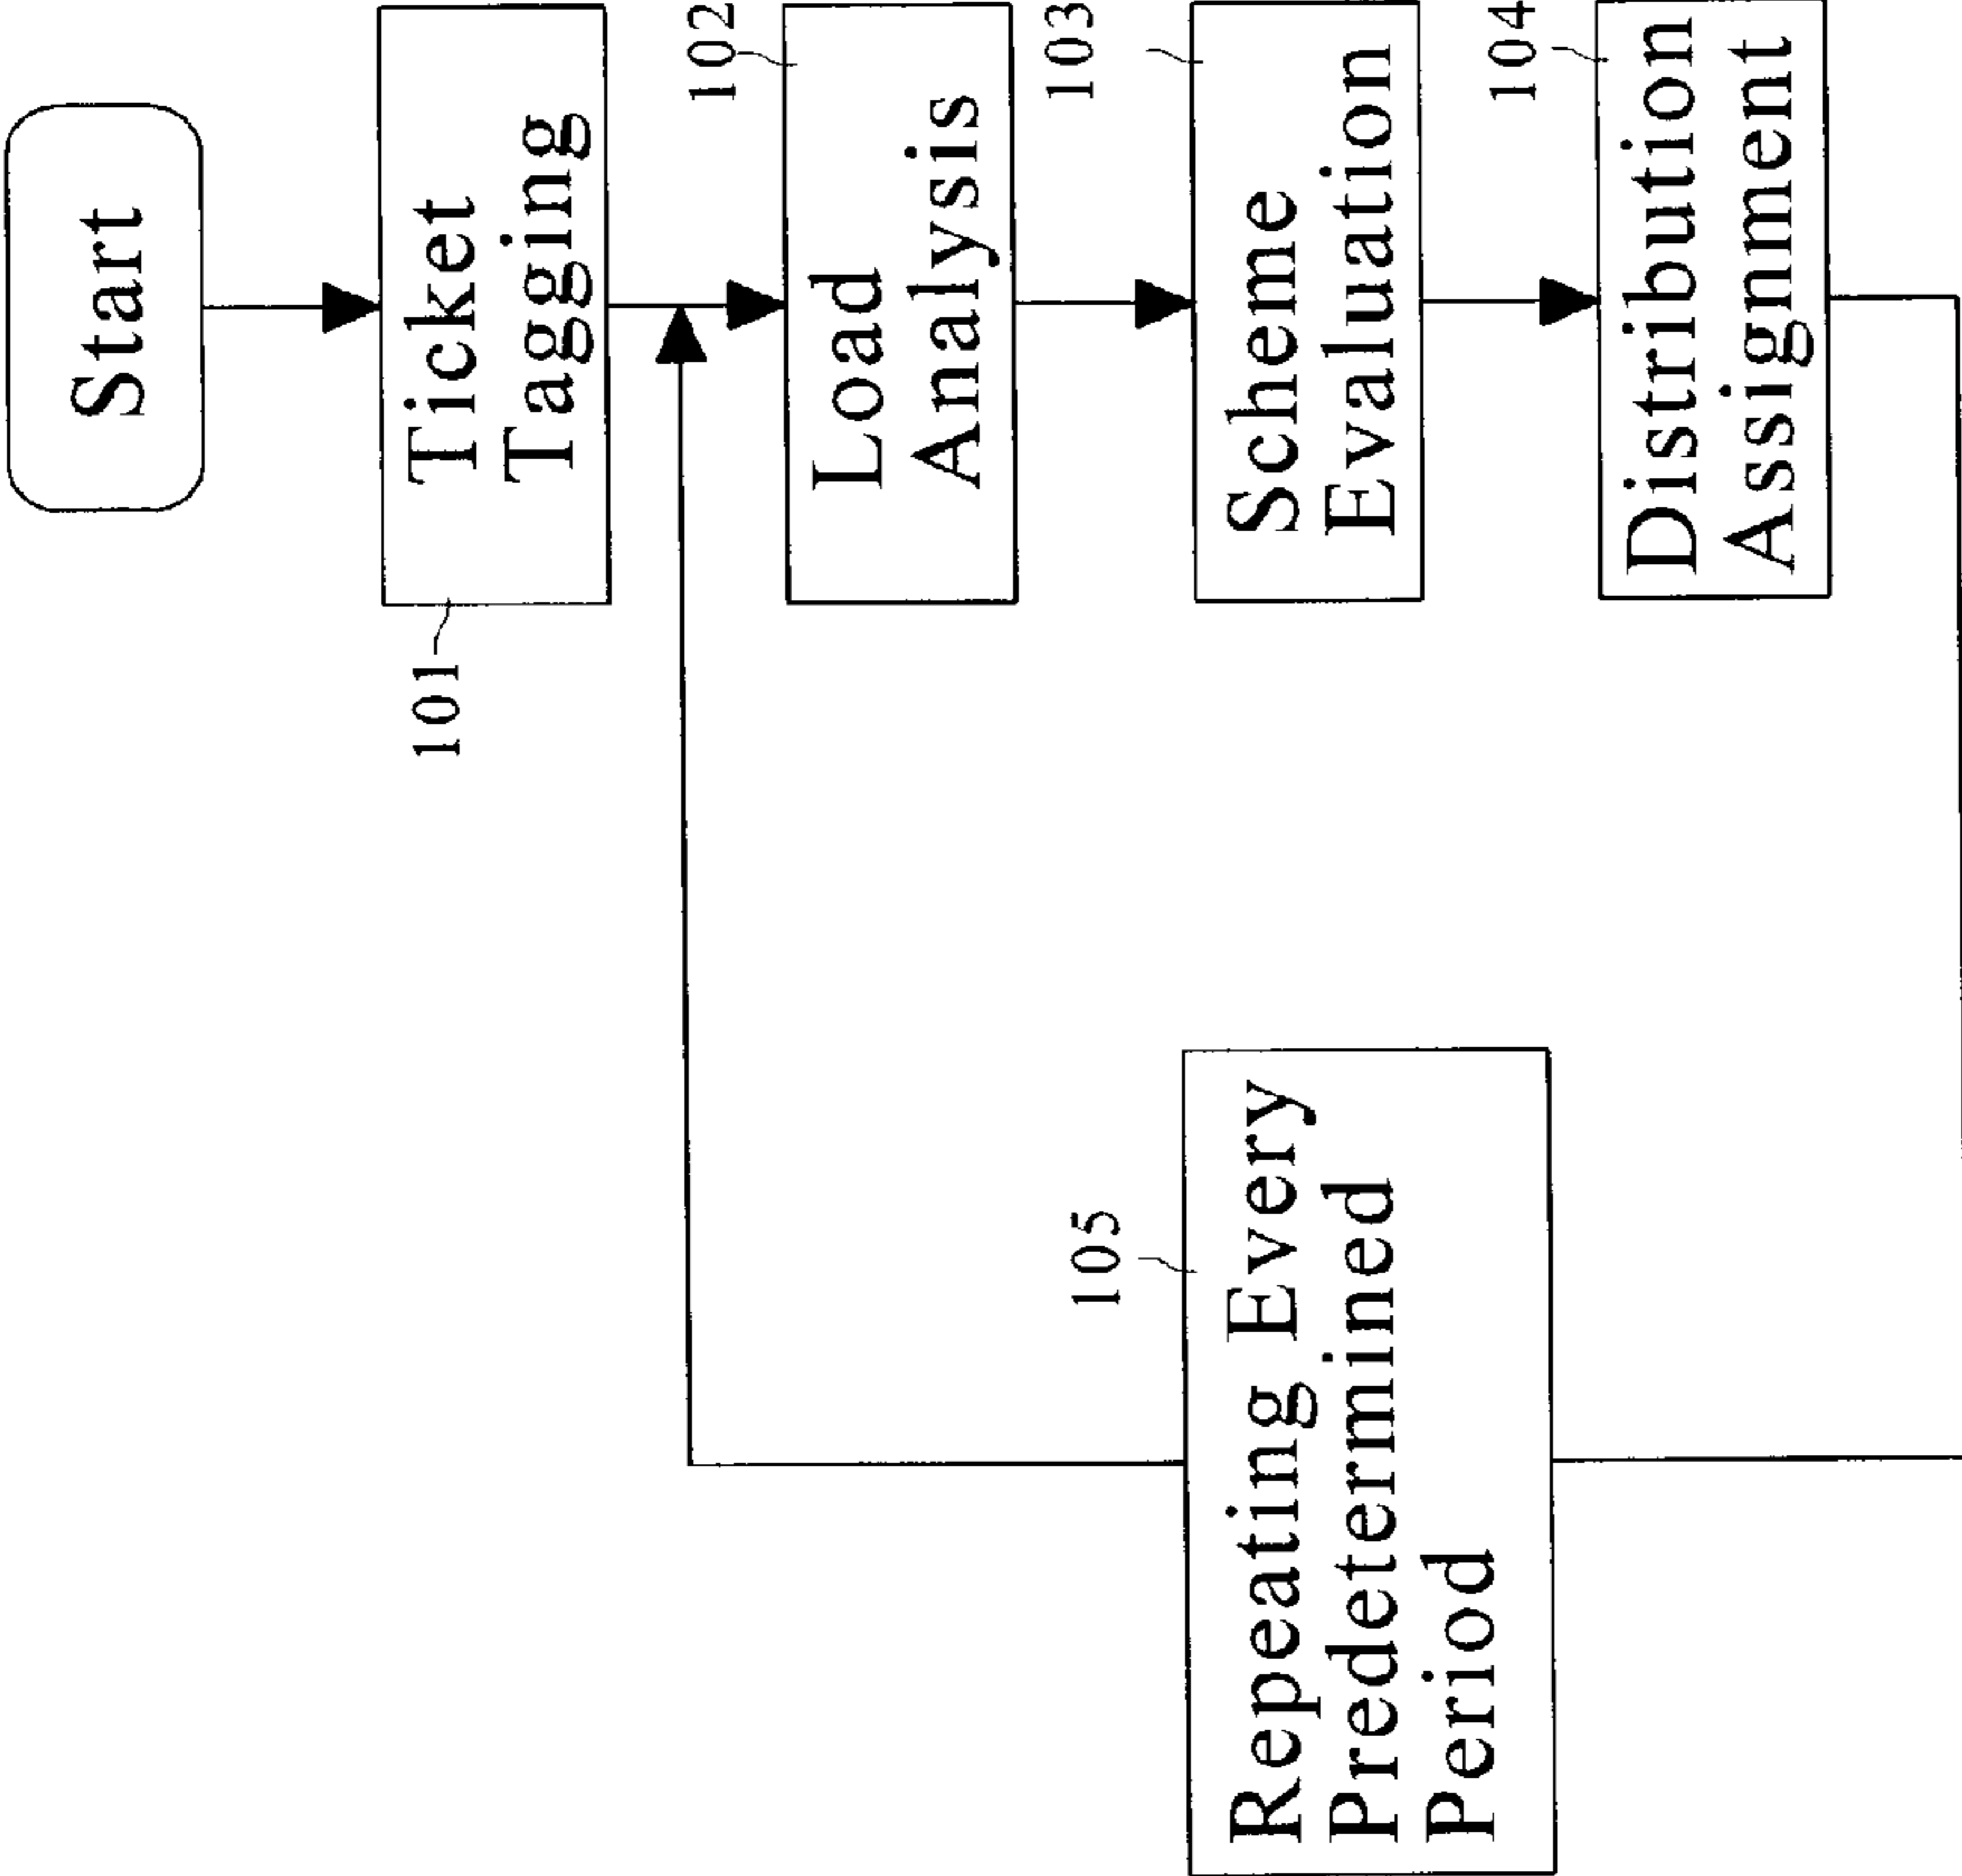 Start
Ticket
Tagging
101
102
Load
Analysis
103
Scheme
Evaluation
104
Distribution
Assignment
105
Repeating Every
Predetermined
Period